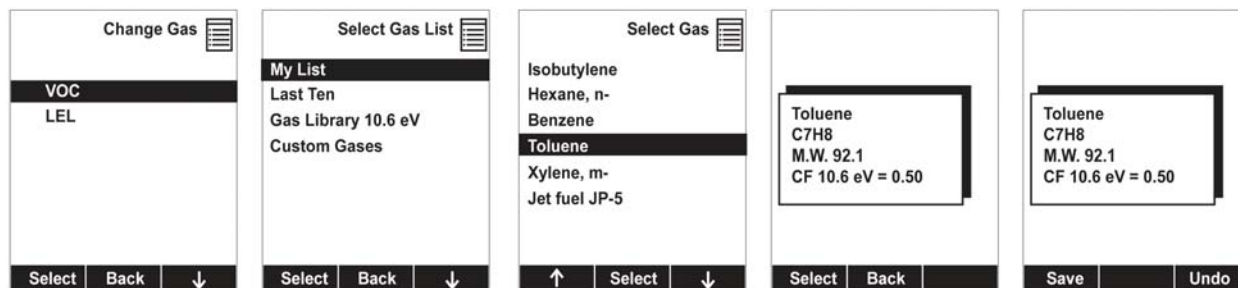 Change Gas
VOC
LEL
Select Back ↓
Select Gas List
My List
Last Ten
Gas Library 10.6 eV
Custom Gases
Select Back ↓
Select Gas
Isobutylene
Hexane, n-
Benzene
Toluene
Xylene, m-
Jet fuel JP-5
↑ Select ↓
Toluene
C7H8
M.W. 92.1
CF 10.6 eV = 0.50
Select Back
Toluene
C7H8
M.W. 92.1
CF 10.6 eV = 0.50
Save Undo